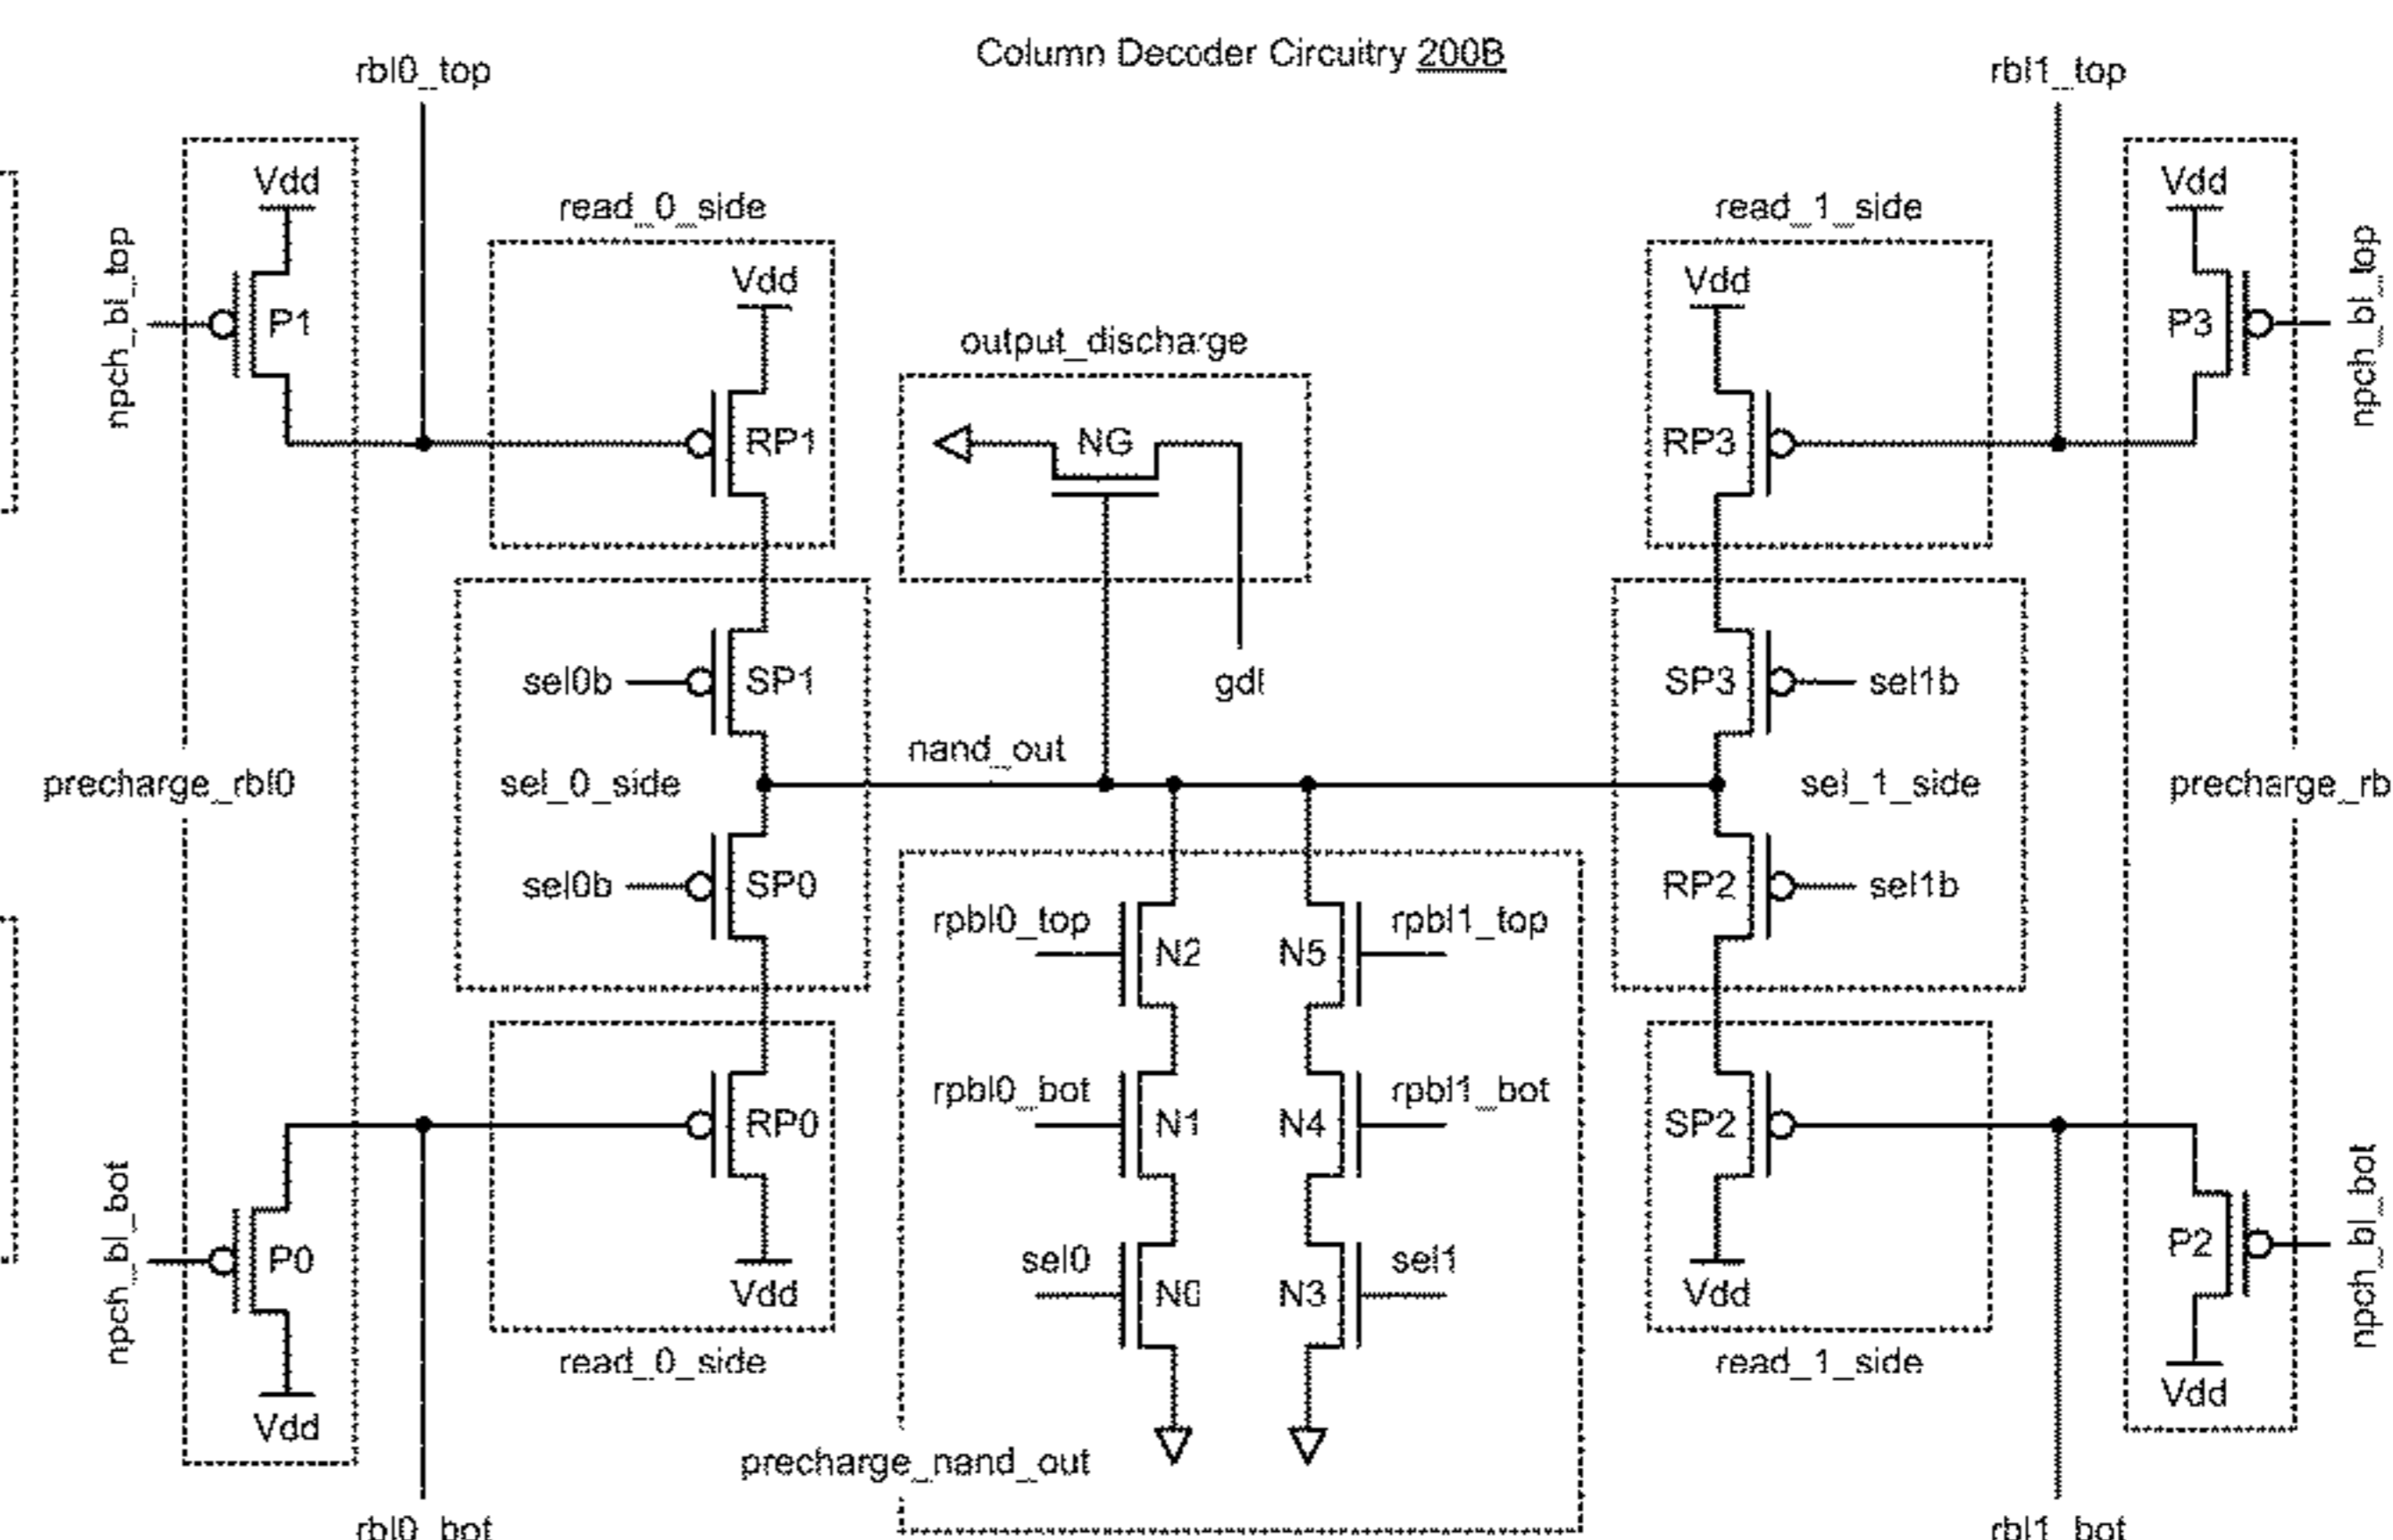 Column Decoder Circuitry 200B
rbl0_top
rbl1_top
Vdd
Vdd
read_0_side
read_1_side
npch_bl_top
npch_bl_top
Vdd
Vdd
P1
P3
output_discharge
RP1
NG
RP3
sel0b
SP1
gdl
SP3
sel1b
nand_out
precharge_rbl0
sel_0_side
sel_1_side
precharge_rb
sel0b
SP0
RP2
sel1b
rpbl0_top
rpbl1_top
N2
N5
rpbl0_bot
rpbl1_bot
RP0
N1
N4
SP2
npch_bl_bot
npch_bl_bot
P0
sel0
sel1
P2
Vdd
N0
N3
Vdd
read_0_side
read_1_side
Vdd
Vdd
precharge_nand_out
rbl0_bot
rbl1_bot